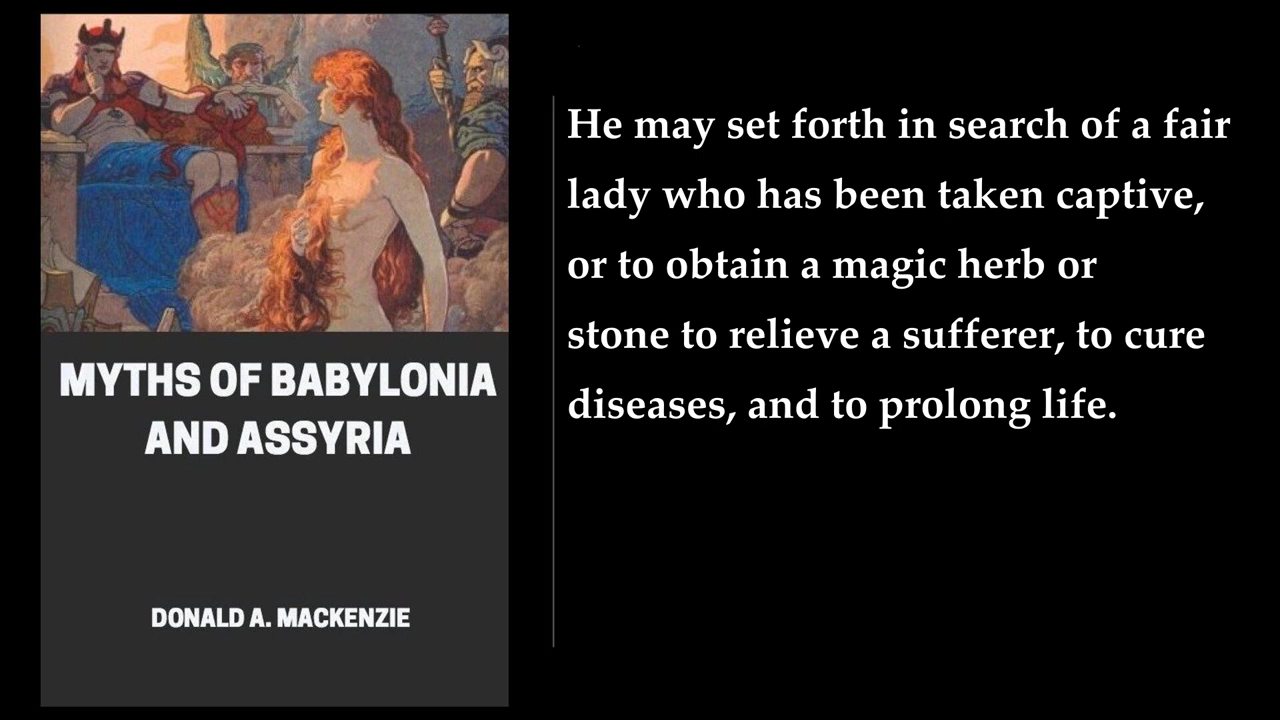 MYTHS OF BABYLONIA
AND ASSYRIA
DONALD A. MACKENZIE
He may set forth in search of a fair
lady who has been taken captive,
or to obtain a magic herb or
stone to relieve a sufferer, to cure
diseases, and to prolong life.